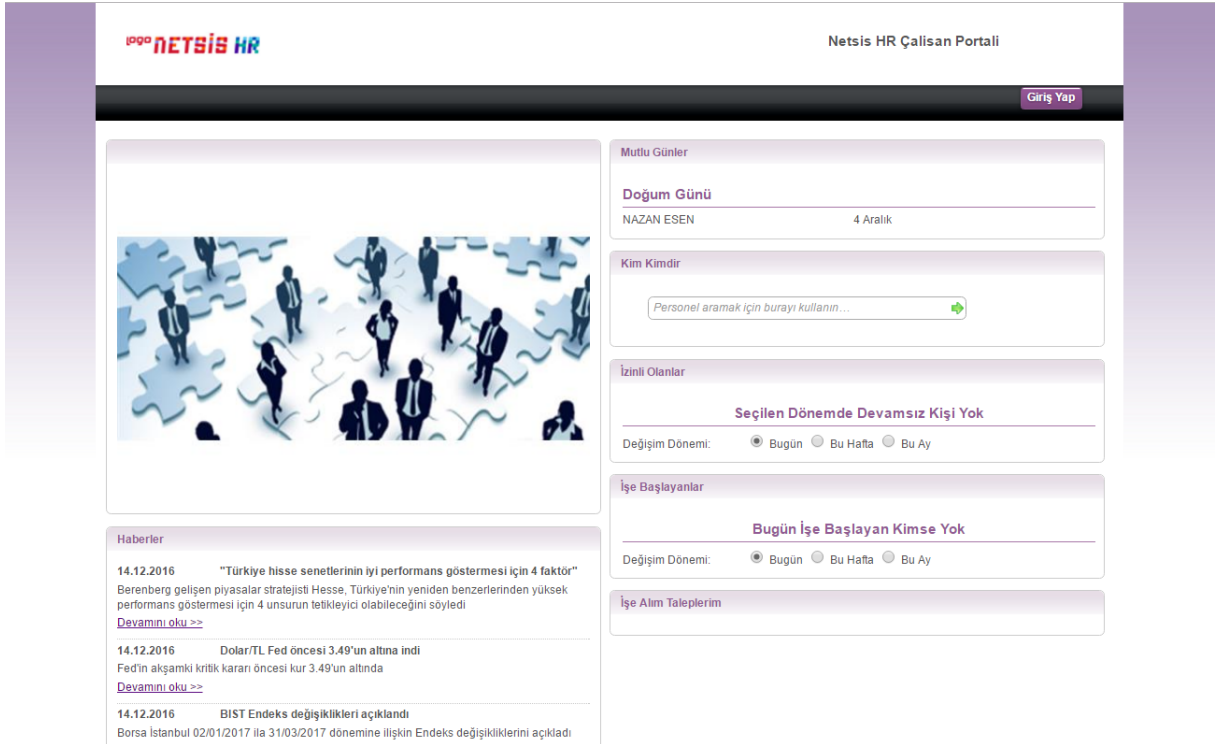 LOGO NETSİS HR
Netsis HR Çalisan Portali
Giriş Yap
Mutlu Günler
Doğum Günü
NAZAN ESEN 4 Aralık
Kim Kimdir
Personel aramak için burayı kullanın...
İzinli Olanlar
Seçilen Dönemde Devamsız Kişi Yok
Değişim Dönemi: Bugün Bu Hafta Bu Ay
İşe Başlayanlar
Bugün İşe Başlayan Kimse Yok
Değişim Dönemi: Bugün Bu Hafta Bu Ay
İşe Alım Taleplerim
Haberler
14.12.2016 "Türkiye hisse senetlerinin iyi performans göstermesi için 4 faktör"
Berenberg gelişen piyasalar stratejisti Hesse, Türkiye'nin yeniden benzerlerinden yüksek
performans göstermesi için 4 unsurun tetikleyici olabileceğini söyledi
Devamını oku >>
14.12.2016 Dolar/TL Fed öncesi 3.49'un altına indi
Fed'in akşamki kritik kararı öncesi kur 3.49'un altında
Devamını oku >>
14.12.2016 BIST Endeks değişiklikleri açıklandı
Borsa İstanbul 02/01/2017 ila 31/03/2017 dönemine ilişkin Endeks değişikliklerini açıkladı